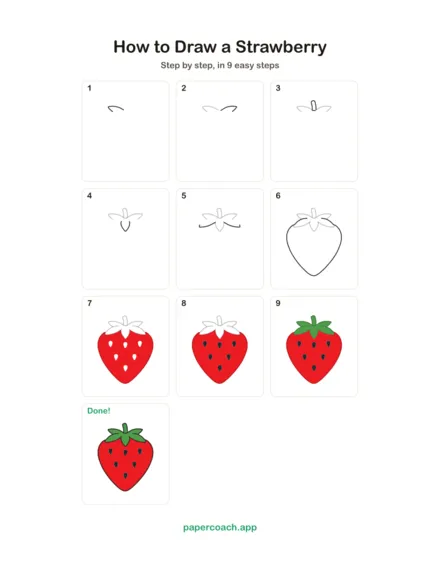 How to Draw a Strawberry
Step by step, in 9 easy steps
1
2
3
4
5
6
7
8
9
Done!
papercoach.app